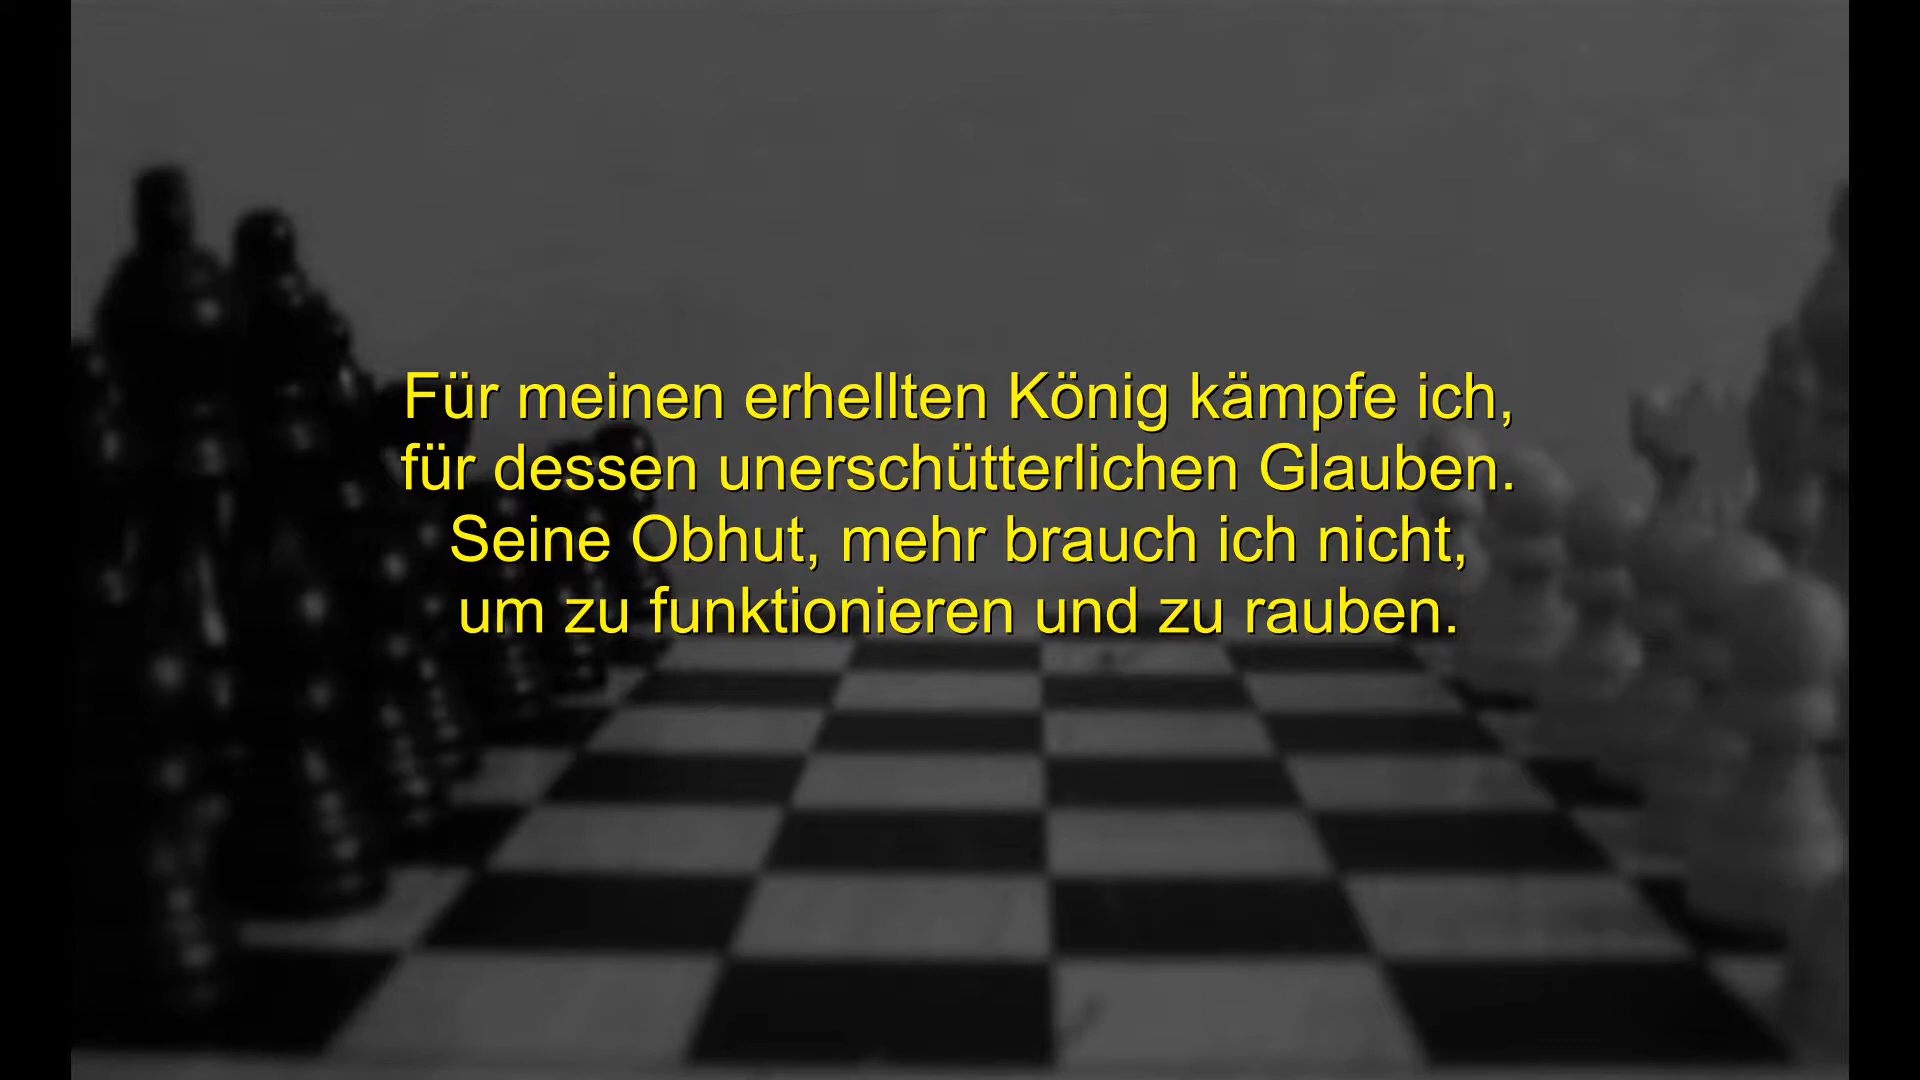 Für meinen erhellten König kämpfe ich,
für dessen unerschütterlichen Glauben.
Seine Obhut, mehr brauch ich nicht,
um zu funktionieren und zu rauben.